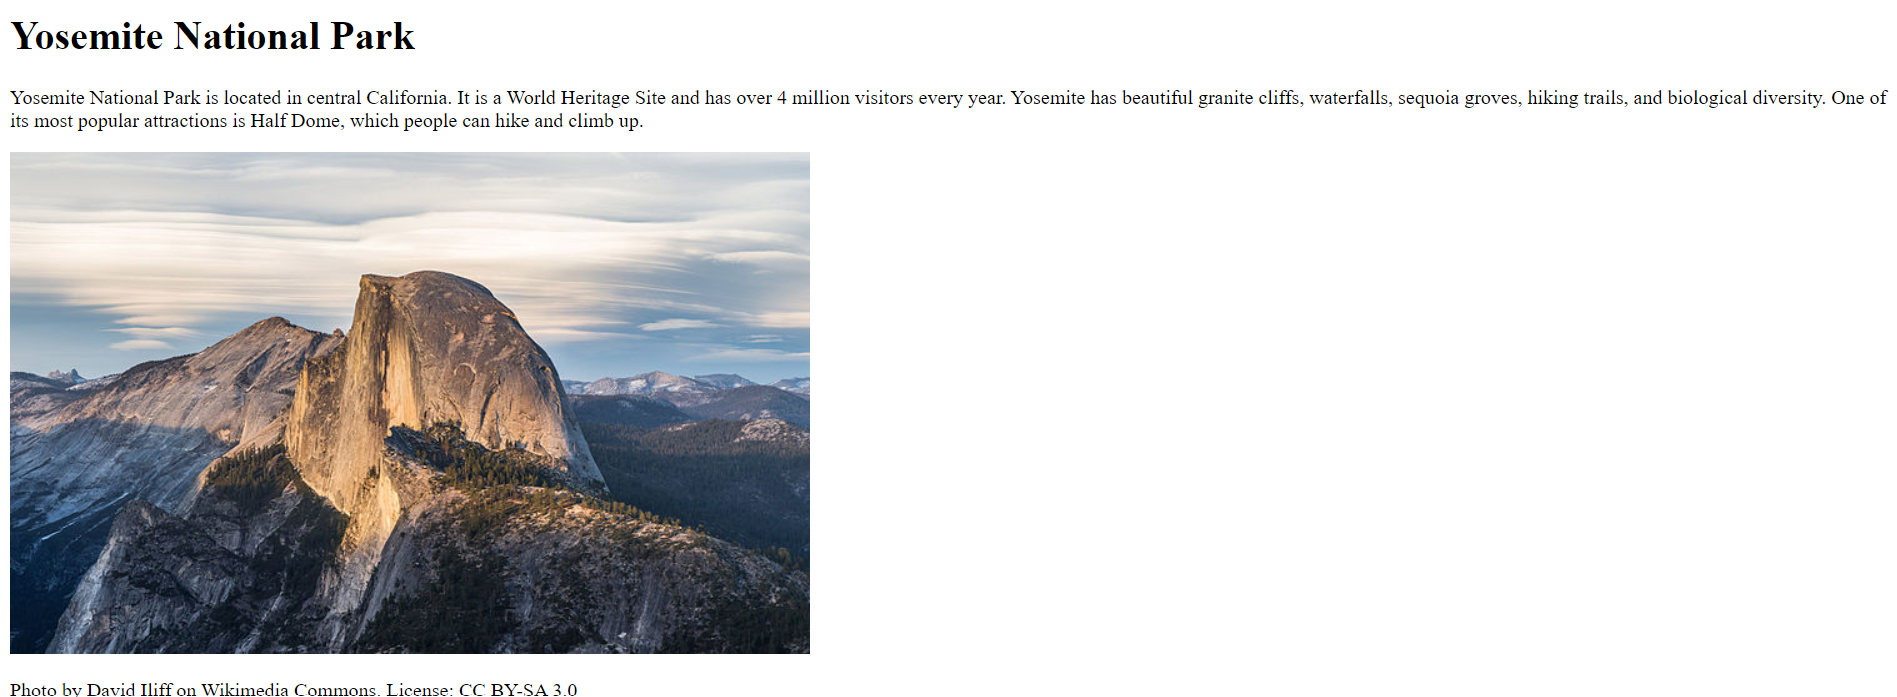 Yosemite National Park
Yosemite National Park is located in central California. It is a World Heritage Site and has over 4 million visitors every year. Yosemite has beautiful granite cliffs, waterfalls, sequoia groves, hiking trails, and biological diversity. One of
its most popular attractions is Half Dome, which people can hike and climb up.
Photo by David Iliff on Wikimedia Commons. License: CC BY-SA 3.0